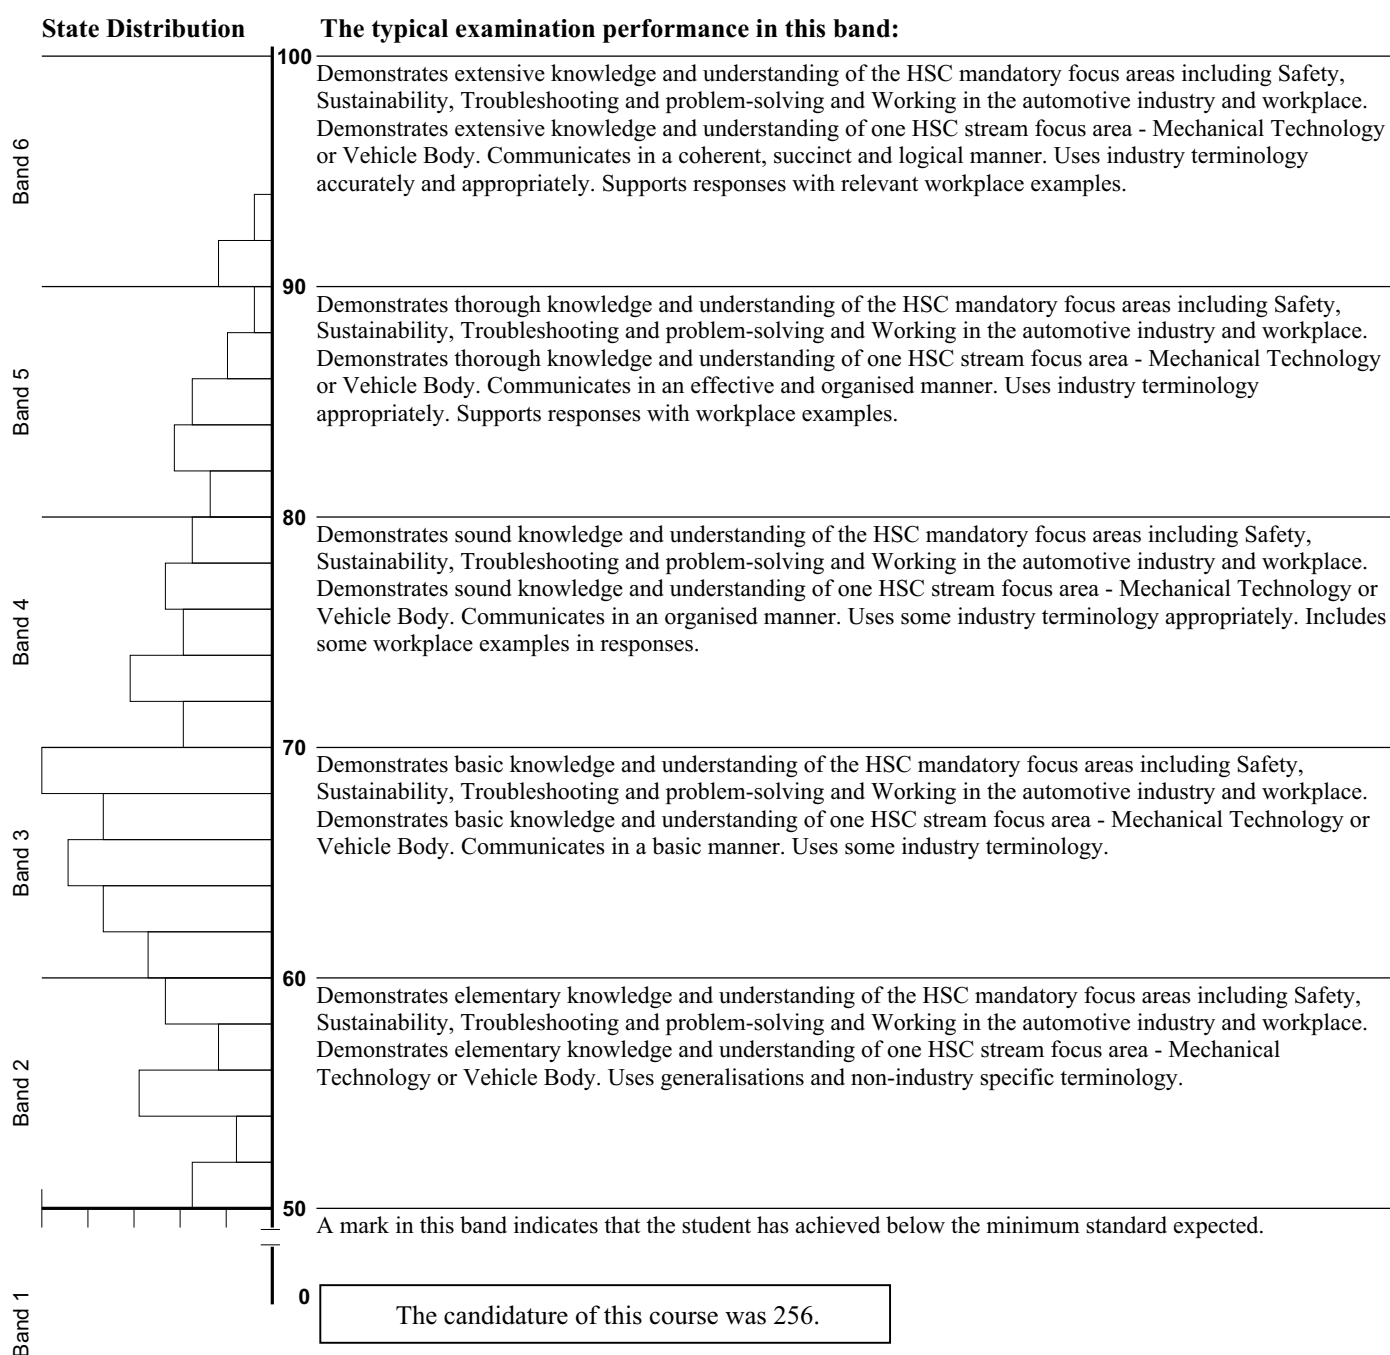 State Distribution
The typical examination performance in this band:
100
Band 6
Demonstrates extensive knowledge and understanding of the HSC mandatory focus areas including Safety,
Sustainability, Troubleshooting and problem-solving and Working in the automotive industry and workplace.
Demonstrates extensive knowledge and understanding of one HSC stream focus area - Mechanical Technology
or Vehicle Body. Communicates in a coherent, succinct and logical manner. Uses industry terminology
accurately and appropriately. Supports responses with relevant workplace examples.
90
Band 5
Demonstrates thorough knowledge and understanding of the HSC mandatory focus areas including Safety,
Sustainability, Troubleshooting and problem-solving and Working in the automotive industry and workplace.
Demonstrates thorough knowledge and understanding of one HSC stream focus area - Mechanical Technology
or Vehicle Body. Communicates in an effective and organised manner. Uses industry terminology
appropriately. Supports responses with workplace examples.
80
Band 4
Demonstrates sound knowledge and understanding of the HSC mandatory focus areas including Safety,
Sustainability, Troubleshooting and problem-solving and Working in the automotive industry and workplace.
Demonstrates sound knowledge and understanding of one HSC stream focus area - Mechanical Technology or
Vehicle Body. Communicates in an organised manner. Uses some industry terminology appropriately. Includes
some workplace examples in responses.
70
Band 3
Demonstrates basic knowledge and understanding of the HSC mandatory focus areas including Safety,
Sustainability, Troubleshooting and problem-solving and Working in the automotive industry and workplace.
Demonstrates basic knowledge and understanding of one HSC stream focus area - Mechanical Technology or
Vehicle Body. Communicates in a basic manner. Uses some industry terminology.
60
Band 2
Demonstrates elementary knowledge and understanding of the HSC mandatory focus areas including Safety,
Sustainability, Troubleshooting and problem-solving and Working in the automotive industry and workplace.
Demonstrates elementary knowledge and understanding of one HSC stream focus area - Mechanical
Technology or Vehicle Body. Uses generalisations and non-industry specific terminology.
50
A mark in this band indicates that the student has achieved below the minimum standard expected.
Band 1
0
The candidature of this course was 256.